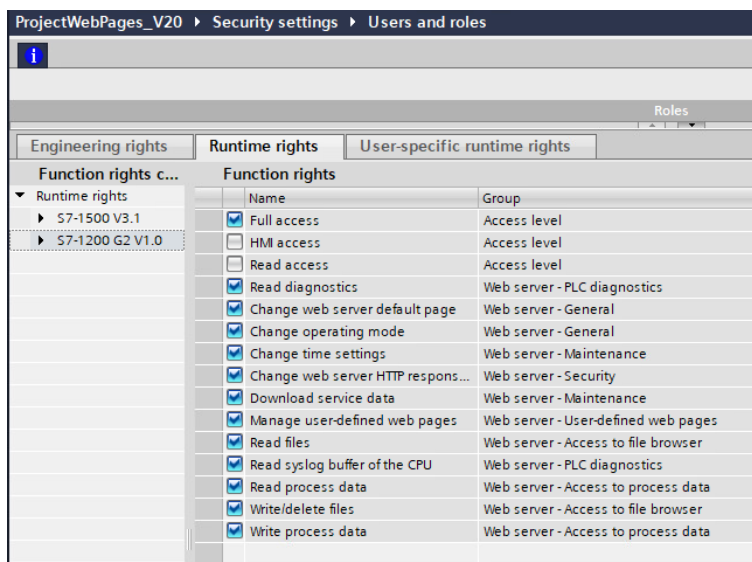 ProjectWebPages_V20 ▸ Security settings ▸ Users and roles
i
Roles
Engineering rights Runtime rights User-specific runtime rights
Function rights c... Function rights
Runtime rights Name Group
S7-1500 V3.1 Full access Access level
S7-1200 G2 V1.0 HMI access Access level
Read access Access level
Read diagnostics Web server - PLC diagnostics
Change web server default page Web server - General
Change operating mode Web server - General
Change time settings Web server - Maintenance
Change web server HTTP respons... Web server - Security
Download service data Web server - Maintenance
Manage user-defined web pages Web server - User-defined web pages
Read files Web server - Access to file browser
Read syslog buffer of the CPU Web server - PLC diagnostics
Read process data Web server - Access to process data
Write/delete files Web server - Access to file browser
Write process data Web server - Access to process data